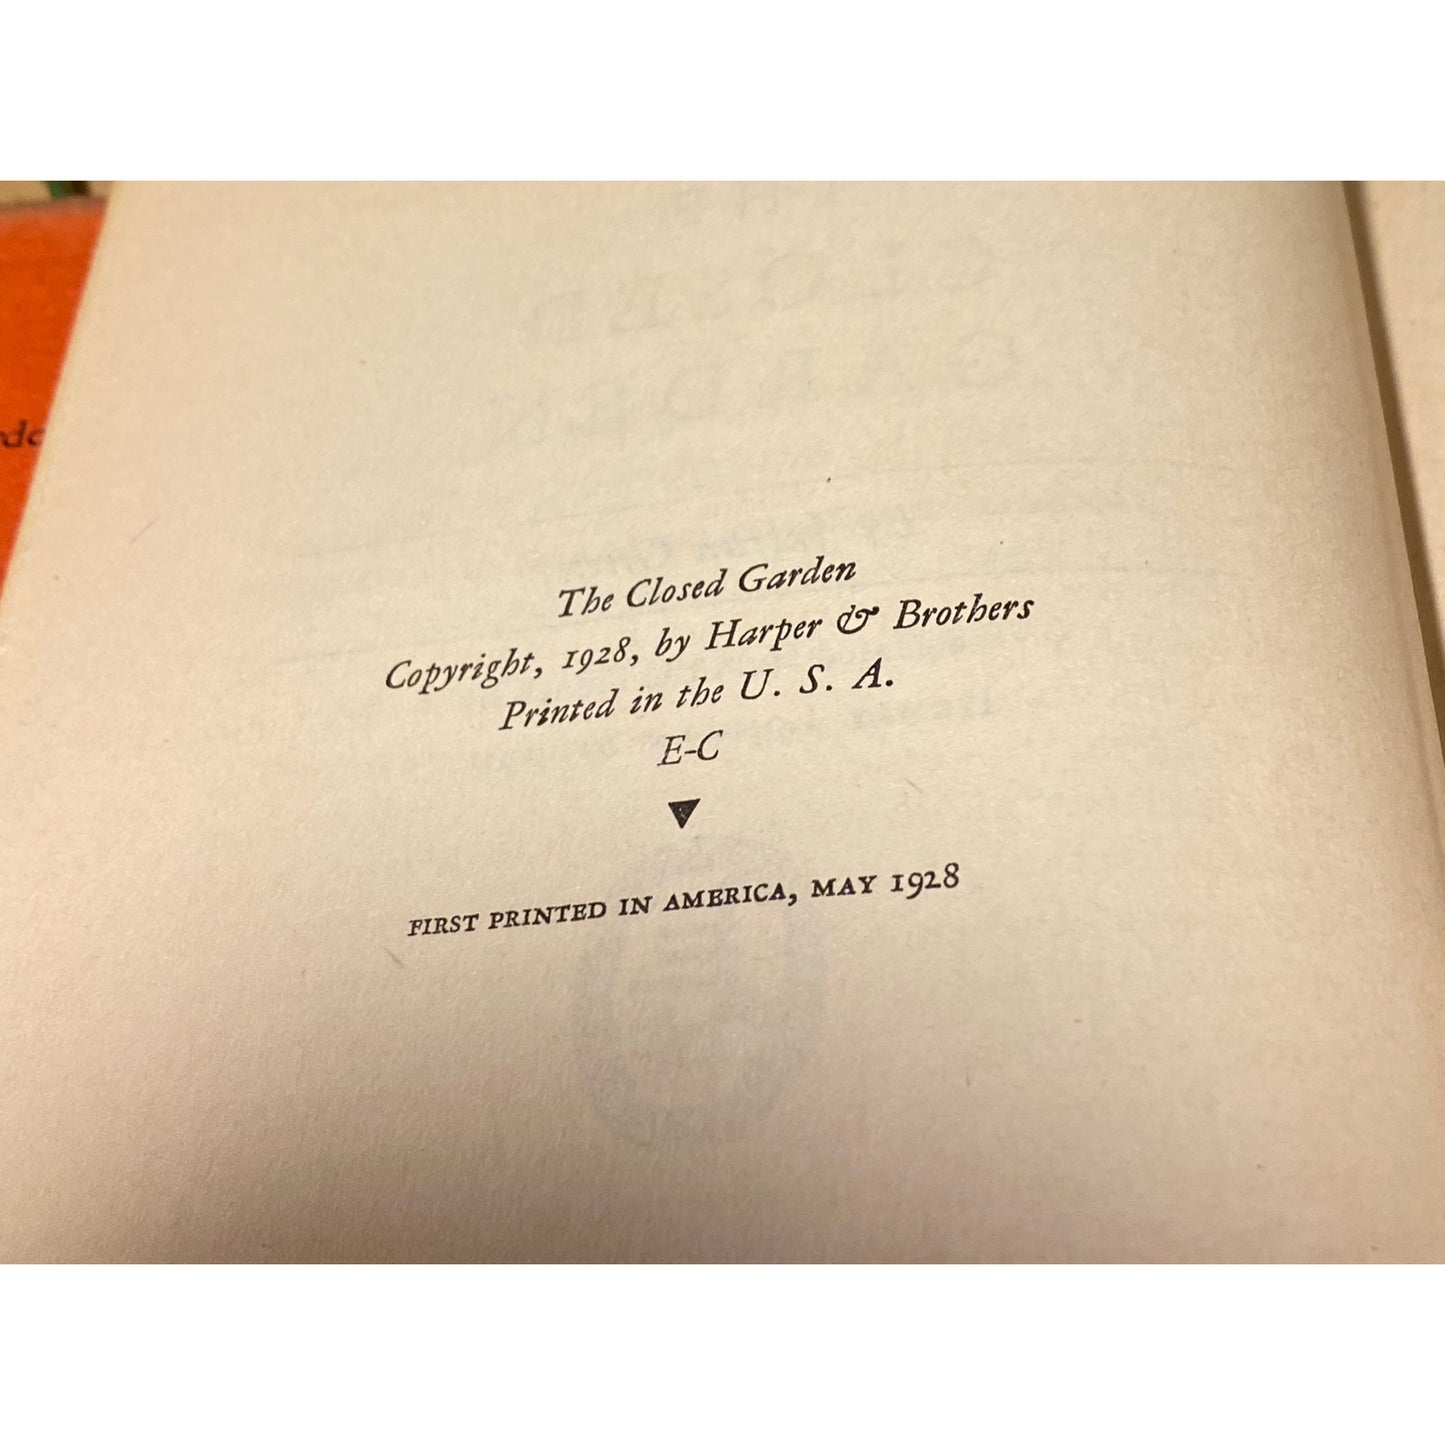 The Closed Garden
Copyright, 1928, by Harper & Brothers
Printed in the U. S. A.
E-C
FIRST PRINTED IN AMERICA, MAY 1928